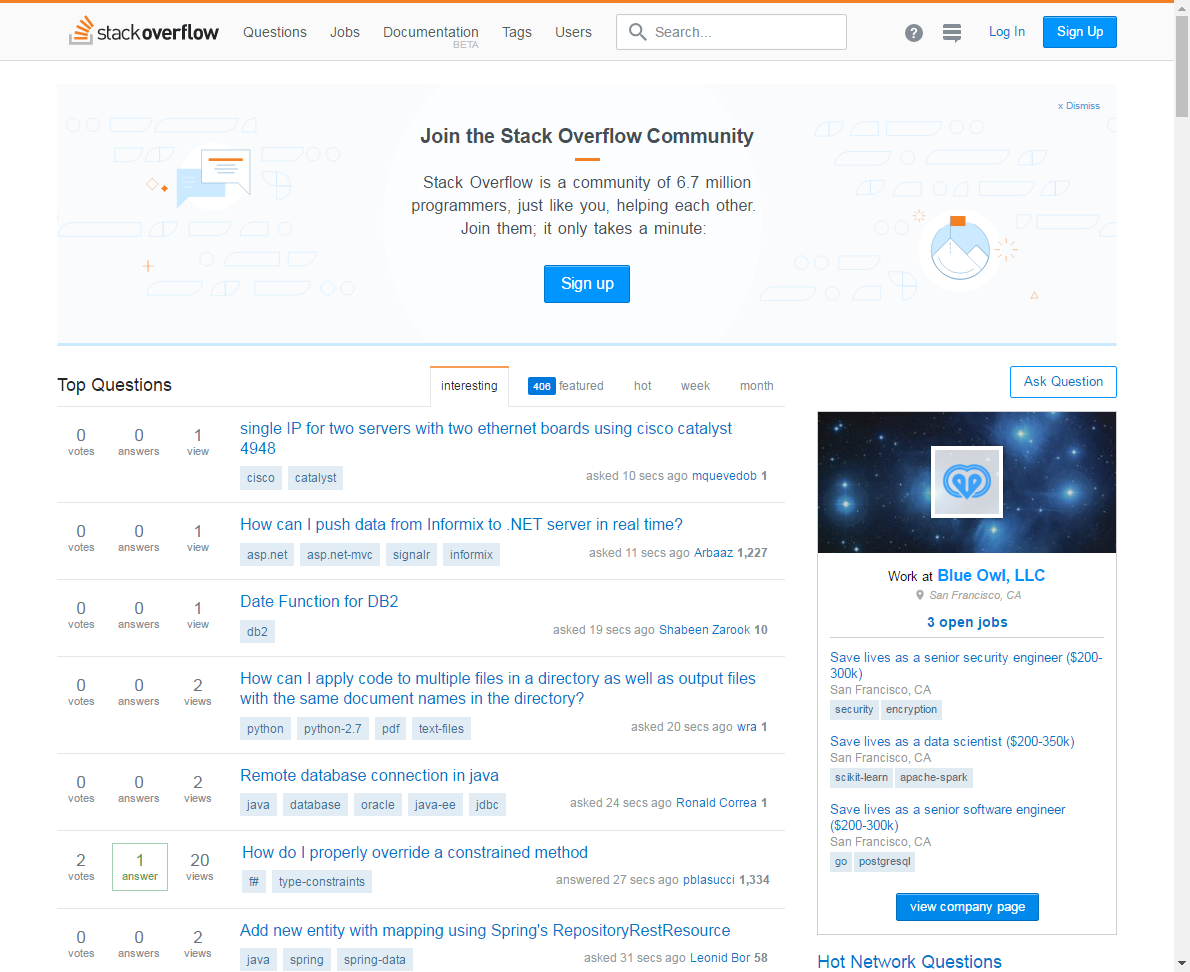 stackoverflow Questions Jobs Documentation Tags Users Search... ? Log In Sign Up
BETA
x Dismiss
Join the Stack Overflow Community
Stack Overflow is a community of 6.7 million
programmers, just like you, helping each other.
Join them; it only takes a minute:
Sign up
Top Questions interesting 406 featured hot week month
0 votes 0 answers 1 view
single IP for two servers with two ethernet boards using cisco catalyst
4948
cisco catalyst
asked 10 secs ago mquevedob 1
0 votes 0 answers 1 view
How can I push data from Informix to .NET server in real time?
asp.net asp.net-mvc signalr informix
asked 11 secs ago Arbaaz 1,227
0 votes 0 answers 1 view
Date Function for DB2
db2
asked 19 secs ago Shabeen Zarook 10
0 votes 0 answers 2 views
How can I apply code to multiple files in a directory as well as output files
with the same document names in the directory?
python python-2.7 pdf text-files
asked 20 secs ago wra 1
0 votes 0 answers 2 views
Remote database connection in java
java database oracle java-ee jdbc
asked 24 secs ago Ronald Correa 1
2 votes 1 answer 20 views
How do I properly override a constrained method
f# type-constraints
answered 27 secs ago pblasucci 1,334
0 votes 0 answers 2 views
Add new entity with mapping using Spring's RepositoryRestResource
java spring spring-data
asked 31 secs ago Leonid Bor 58
Ask Question
Work at Blue Owl, LLC
San Francisco, CA
3 open jobs
Save lives as a senior security engineer ($200-
300k)
San Francisco, CA
security encryption
Save lives as a data scientist ($200-350k)
San Francisco, CA
scikit-learn apache-spark
Save lives as a senior software engineer
($200-300k)
San Francisco, CA
go postgresql
view company page
Hot Network Questions